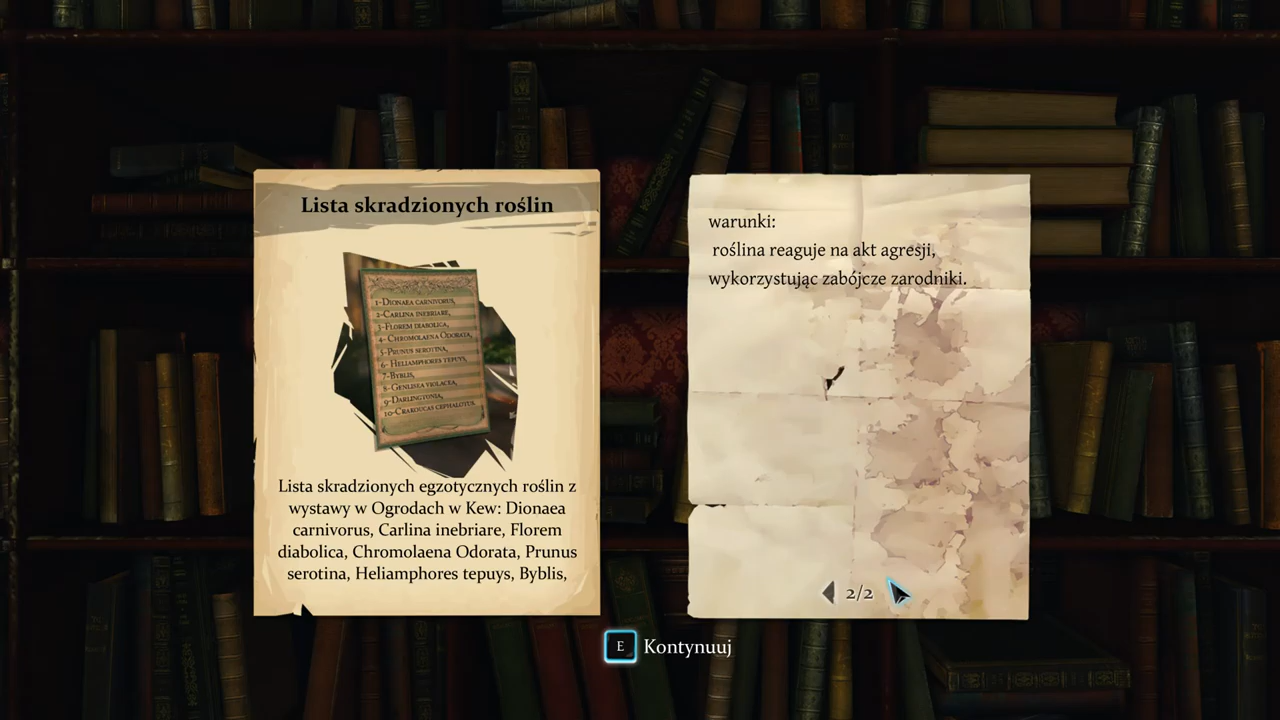 Lista skradzionych roślin
1-Dionaea carnivorus,
2-Carlina inebriare,
3-Florem diabolica,
4- Chromolaena Odorata,
5-Prunus serotina,
6- Heliamphores tepuys,
7-Byblis,
8-Genlisea violacea,
9-Darlingtonia,
10-Crakoucas cephalotus.
Lista skradzionych egzotycznych roślin z
wystawy w Ogrodach w Kew: Dionaea
carnivorus, Carlina inebriare, Florem
diabolica, Chromolaena Odorata, Prunus
serotina, Heliamphores tepuys, Byblis,
warunki:
roślina reaguje na akt agresji,
wykorzystując zabójcze zarodniki.
2/2
E Kontynuuj